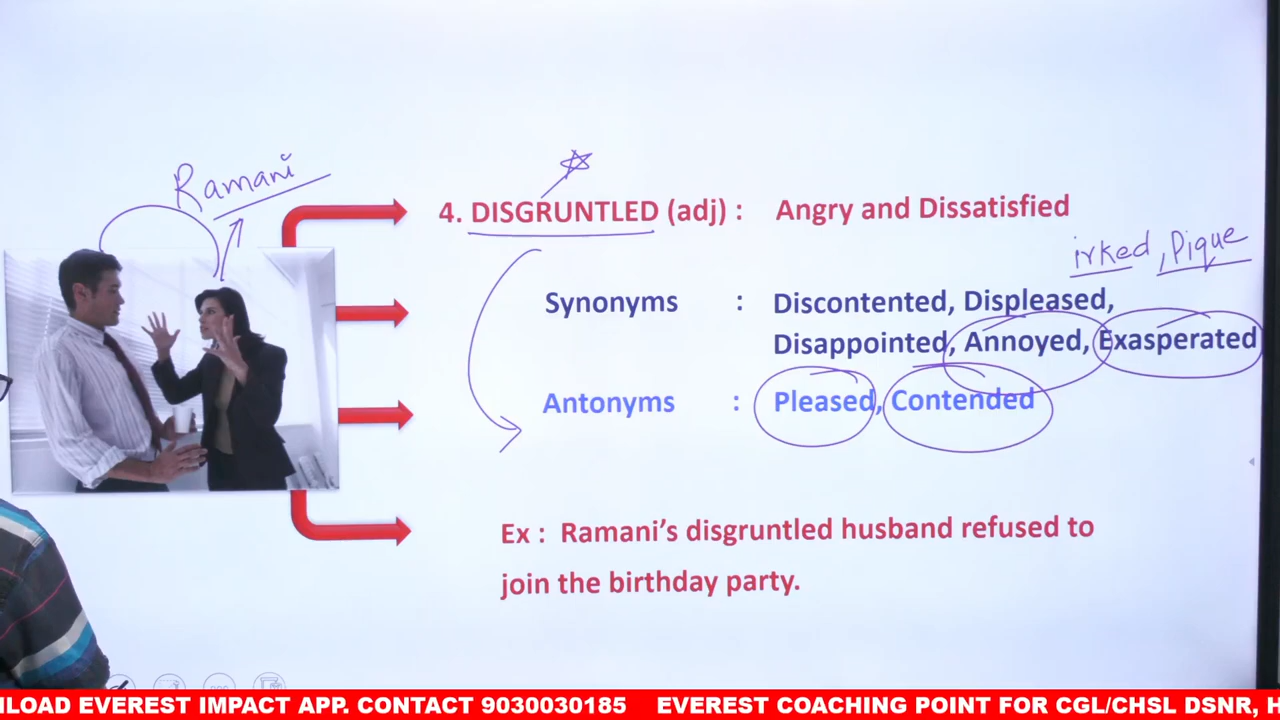 Ramani
4. DISGRUNTLED (adj) : Angry and Dissatisfied
irked, Pique
Synonyms : Discontented, Displeased,
Disappointed, Annoyed, Exasperated
Antonyms : Pleased, Contended
Ex : Ramani’s disgruntled husband refused to
join the birthday party.
NLOAD EVEREST IMPACT APP. CONTACT 9030030185 EVEREST COACHING POINT FOR CGL/CHSL DSNR, H